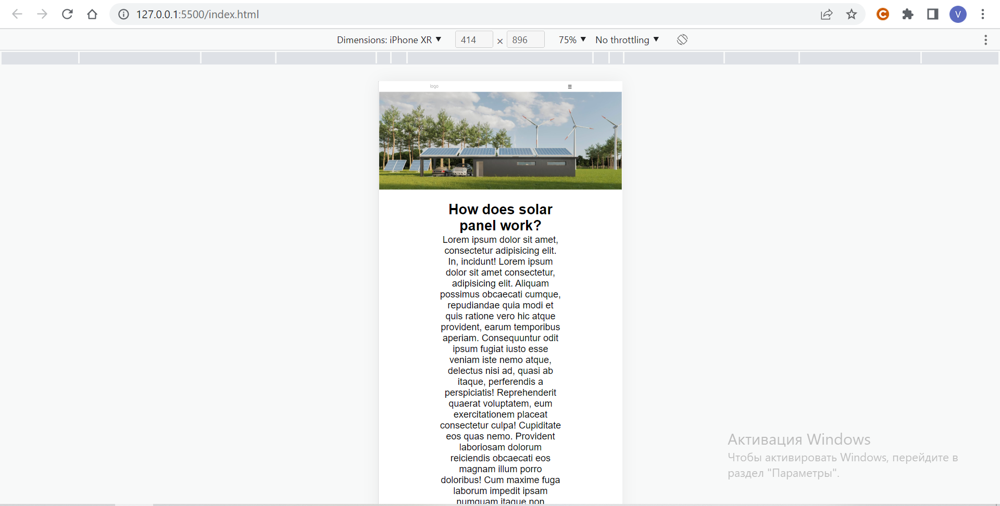 127.0.0.1:5500/index.html
V
Dimensions: iPhone XR ▼ 414 × 896 75% ▼ No throttling ▼
logo
How does solar
panel work?
Lorem ipsum dolor sit amet,
consectetur adipisicing elit.
In, incidunt! Lorem ipsum
dolor sit amet consectetur,
adipisicing elit. Aliquam
possimus obcaecati cumque,
repudiandae quia modi et
quis ratione vero hic atque
provident, earum temporibus
aperiam. Consequuntur odit
ipsum fugiat iusto esse
veniam iste nemo atque,
delectus nisi ad, quasi ab
itaque, perferendis a
perspiciatis! Reprehenderit
quaerat voluptatem, eum
exercitationem placeat
consectetur culpa! Cupiditate
eos quas nemo. Provident
laboriosam dolorum
reiciendis obcaecati eos
magnam illum porro
doloribus! Cum maxime fuga
laborum impedit ipsam
numquam itaque non
Активация Windows
Чтобы активировать Windows, перейдите в
раздел "Параметры".